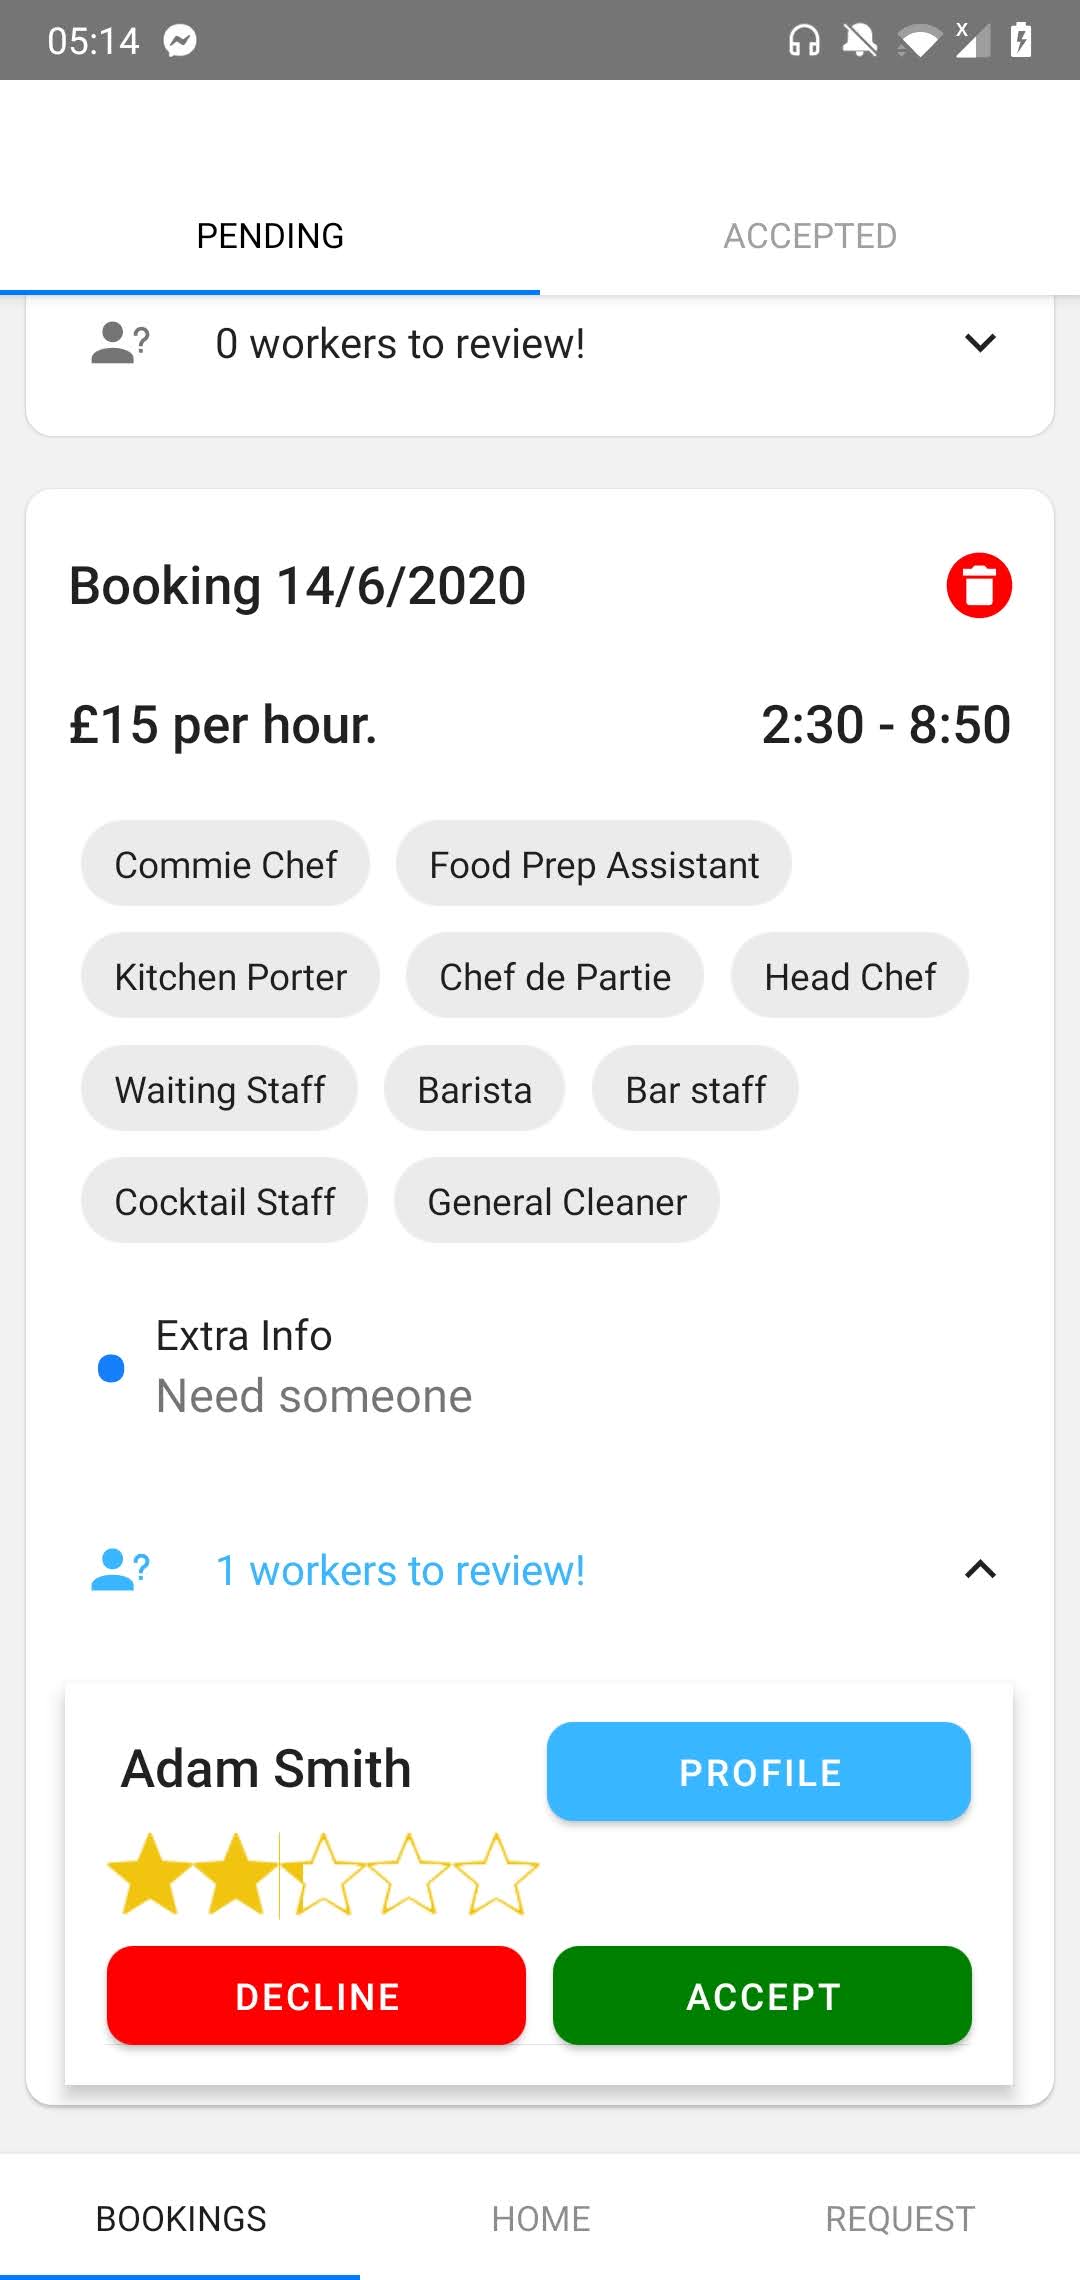 05:14
PENDING ACCEPTED
0 workers to review!
Booking 14/6/2020
£15 per hour. 2:30 - 8:50
Commie Chef Food Prep Assistant
Kitchen Porter Chef de Partie Head Chef
Waiting Staff Barista Bar staff
Cocktail Staff General Cleaner
Extra Info
Need someone
1 workers to review!
Adam Smith PROFILE
DECLINE ACCEPT
BOOKINGS HOME REQUEST